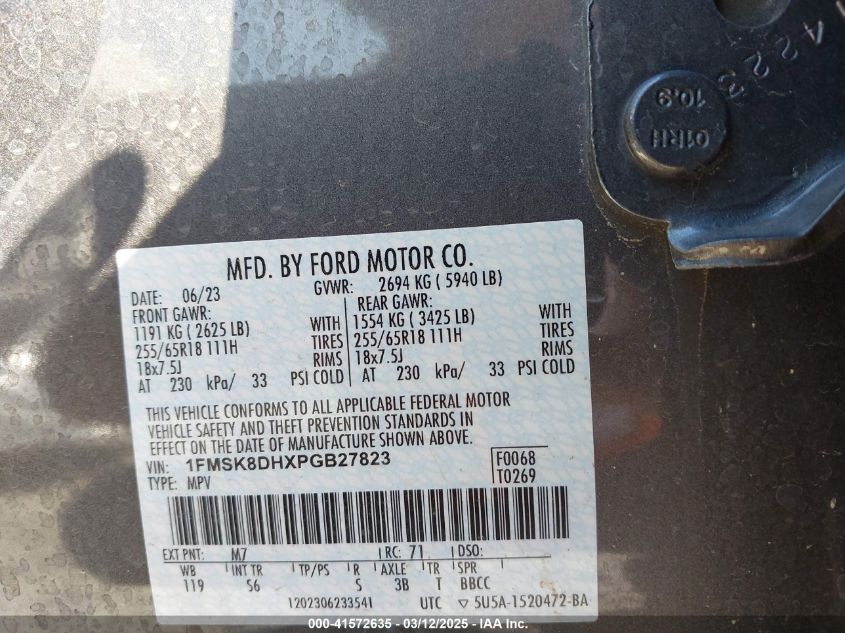 14223
10,9
01RH
MFD. BY FORD MOTOR CO.
DATE: 06/23 GVWR: 2694 KG ( 5940 LB)
FRONT GAWR: REAR GAWR:
1191 KG ( 2625 LB) WITH 1554 KG ( 3425 LB) WITH
255/65R18 111H TIRES 255/65R18 111H TIRES
18x7.5J RIMS 18x7.5J RIMS
AT 230 kPa/ 33 PSI COLD AT 230 kPa/ 33 PSI COLD
THIS VEHICLE CONFORMS TO ALL APPLICABLE FEDERAL MOTOR
VEHICLE SAFETY AND THEFT PREVENTION STANDARDS IN
EFFECT ON THE DATE OF MANUFACTURE SHOWN ABOVE.
VIN: 1FMSK8DHXPGB27823 F0068
TYPE: MPV T0269
EXT PNT: M7 RC: 71 DSO:
WB INT TR TP/PS R AXLE TR SPR
119 S6 S 3B T BBCC
1202306233541 UTC ▽ 5U5A-1520472-BA
000-41572635 - 03/12/2025 - IAA Inc.